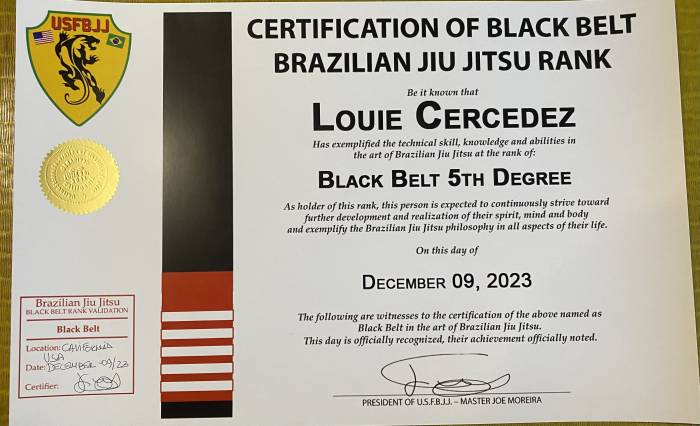 USFBJJ
CERTIFICATION OF BLACK BELT
BRAZILIAN JIU JITSU RANK
Be it known that
LOUIE CERCEDEZ
Has exemplified the technical skill, knowledge and abilities in
the art of Brazilian Jiu Jitsu at the rank of:
BLACK BELT 5TH DEGREE
As holder of this rank, this person is expected to continuously strive toward
further development and realization of their spirit, mind and body
and exemplify the Brazilian Jiu Jitsu philosophy in all aspects of their life.
On this day of
DECEMBER 09, 2023
The following are witnesses to the certification of the above named as
Black Belt in the art of Brazilian Jiu Jitsu.
This day is officially recognized, their achievement officially noted.
PRESIDENT OF U.S.F.B.J.J. – MASTER JOE MOREIRA
Brazilian Jiu Jitsu
BLACK BELT RANK VALIDATION
Black Belt
Location: CALIFORNIA
USA
Date: DECEMBER-09/23
Certifier: